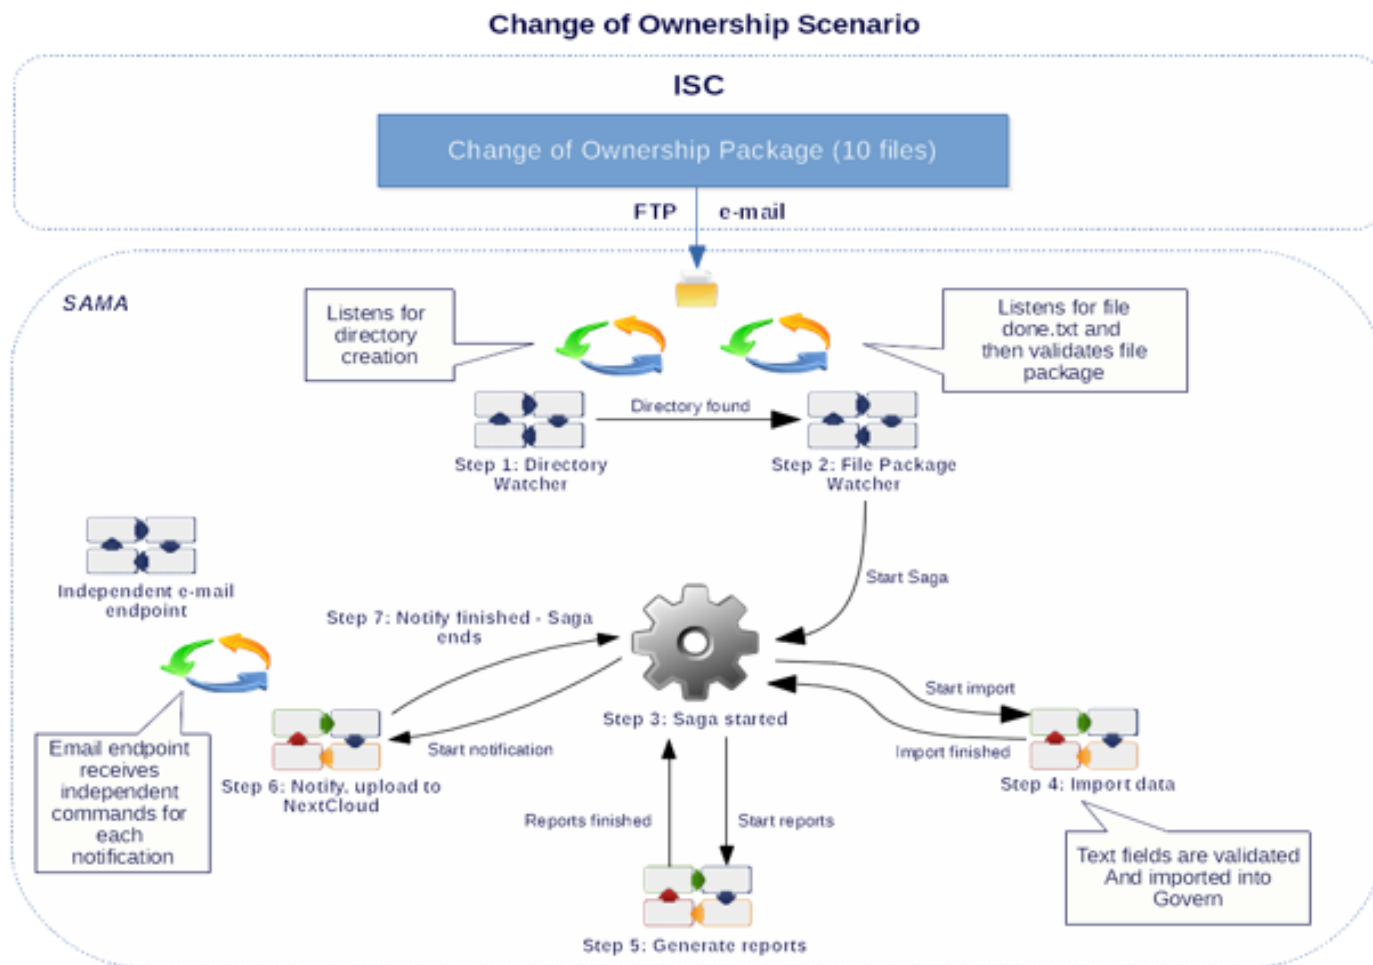 Change of Ownership Scenario
ISC
Change of Ownership Package (10 files)
FTP
e-mail
SAMA
Listens for
directory
creation
Listens for file
done.txt and
then validates file
package
Directory found
Step 1: Directory
Watcher
Step 2: File Package
Watcher
Independent e-mail
endpoint
Start Saga
Step 7: Notify finished - Saga
ends
Start import
Step 3: Saga started
Start notification
Import finished
Email endpoint
receives
independent
commands for
each
notification
Step 6: Notify, upload to
NextCloud
Step 4: Import data
Reports finished
Start reports
Text fields are validated
And imported into
Govern
Step 5: Generate reports